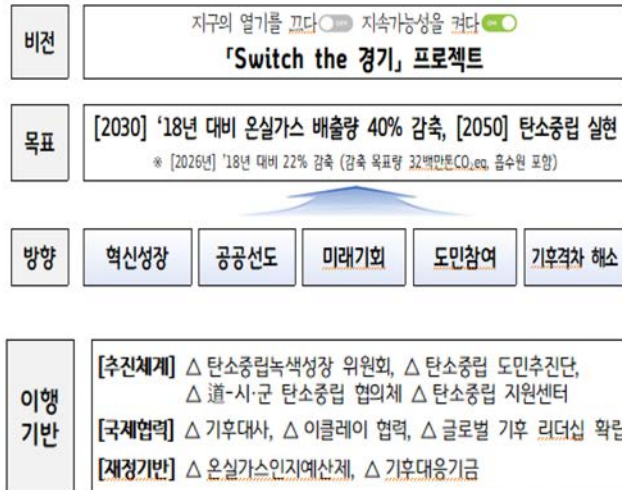 비전
지구의 열기를 끄다 OFF 지속가능성을 켜다 ON
「Switch the 경기」 프로젝트
목표
[2030] ‘18년 대비 온실가스 배출량 40% 감축, [2050] 탄소중립 실현
※ [2026년] '18년 대비 22% 감축 (감축 목표량 32백만톤CO₂eq, 흡수원 포함)
방향
혁신성장
공공선도
미래기회
도민참여
기후격차 해소
이행
기반
[추진체계] △ 탄소중립녹색성장 위원회, △ 탄소중립 도민추진단,
△ 道-시·군 탄소중립 협의체 △ 탄소중립 지원센터
[국제협력] △ 기후대사, △ 이클레이 협력, △ 글로벌 기후 리더십 확립
[재정기반] △ 온실가스인지예산제, △ 기후대응기금